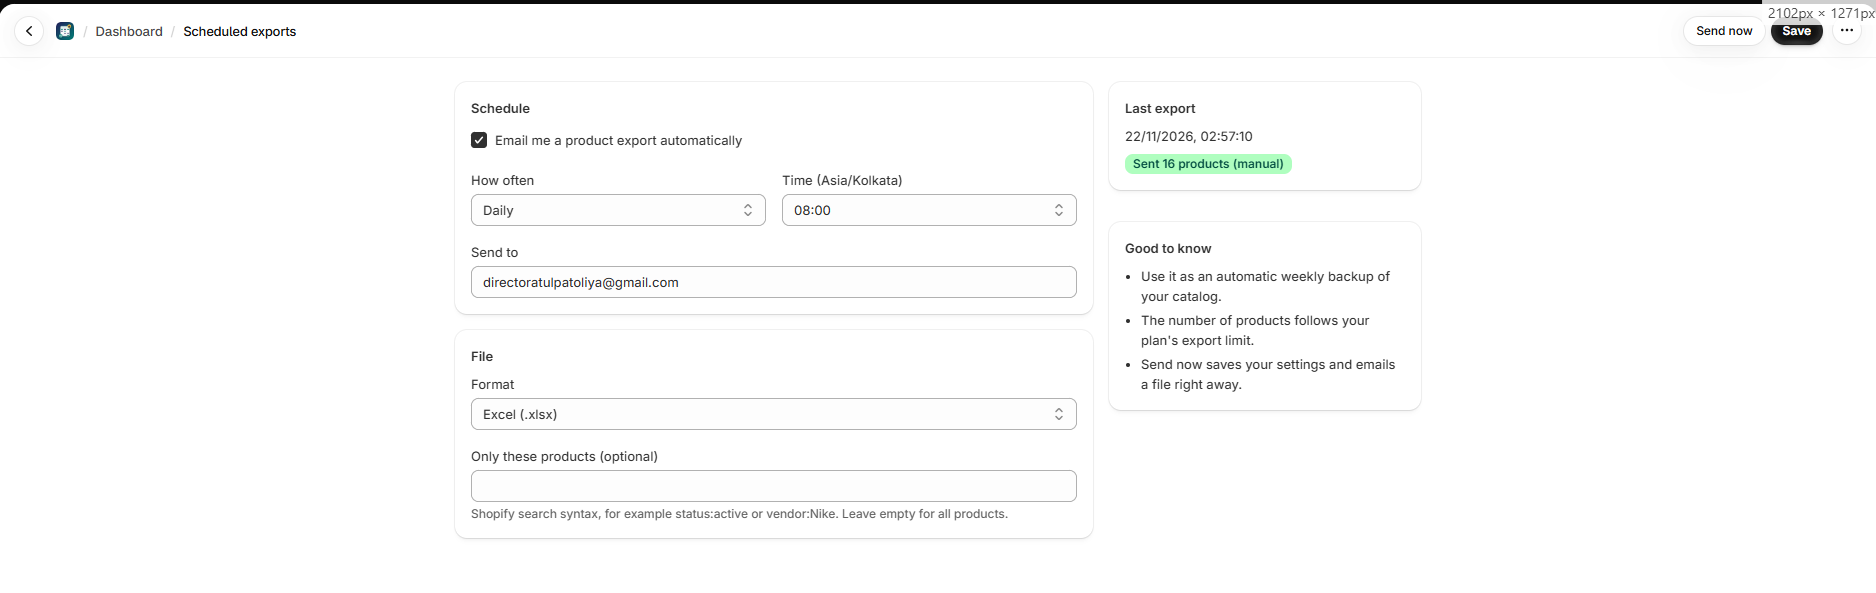 Dashboard / Scheduled exports
2102px × 1271px
Send now
Save
Schedule
Email me a product export automatically
How often
Time (Asia/Kolkata)
Daily
08:00
Send to
directoratulpatoliya@gmail.com
File
Format
Excel (.xlsx)
Only these products (optional)
Shopify search syntax, for example status:active or vendor:Nike. Leave empty for all products.
Last export
22/11/2026, 02:57:10
Sent 16 products (manual)
Good to know
• Use it as an automatic weekly backup of
your catalog.
• The number of products follows your
plan's export limit.
• Send now saves your settings and emails
a file right away.